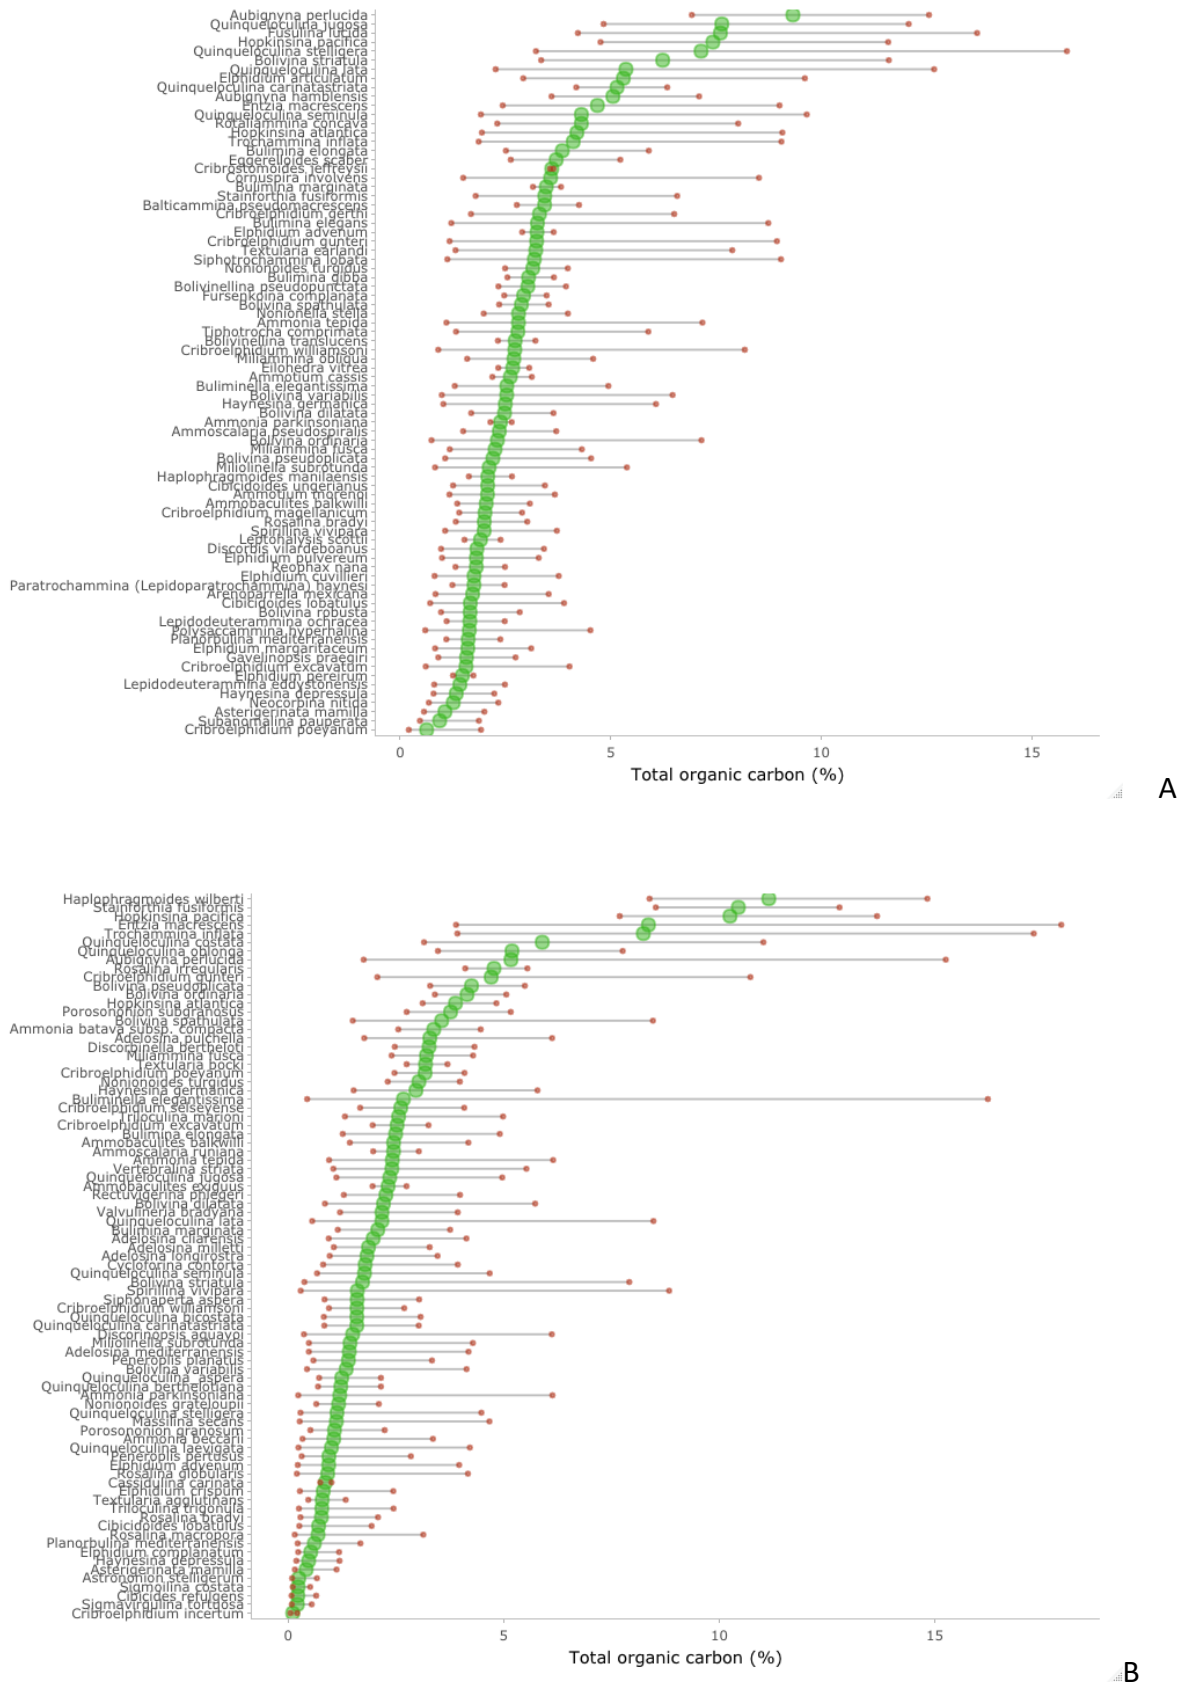 Aubignyna perlucida
Quinqueloculina jugosa
Fusulina lucida
Hopkinsina pacifica
Quinqueloculina stelligera
Bolivina striatula
Quinqueloculina lata
Elphidium articulatum
Quinqueloculina carinatastriata
Aubignyna hamblensis
Entzia macrescens
Quinqueloculina seminula
Rotaliammina concava
Hopkinsina atlantica
Trochammina inflata
Bulimina elongata
Eggerelloides scaber
Cribrostomoides jeffreysii
Cornuspira involvens
Bulimina marginata
Stainforthia fusiformis
Balticammina pseudomacrescens
Cribroelphidium gerthi
Bulimina elegans
Elphidium advenum
Cribroelphidium gunteri
Textularia earlandi
Siphotrochammina lobata
Nonionoides turgidus
Bulimina gibba
Bolivinellina pseudopunctata
Fursenkoina complanata
Bolivina spathulata
Nonionella stella
Ammonia tepida
Tiphotrocha comprimata
Bolivinellina translucens
Cribroelphidium williamsoni
Miliammina obliqua
Eilohedra vitrea
Ammotium cassis
Buliminella elegantissima
Bolivina variabilis
Haynesina germanica
Bolivina dilatata
Ammonia parkinsoniana
Ammoscalaria pseudospiralis
Bolivina ordinaria
Miliammina fusca
Bolivina pseudoplicata
Miliolinella subrotunda
Haplophragmoides manilaensis
Cibicidoides ungerianus
Ammotium morenoi
Ammobaculites balkwilli
Cribroelphidium magellanicum
Rosalina bradyi
Spirillina vivipara
Leptohalysis scottii
Discorbis vilardeboanus
Elphidium pulvereum
Reophax nana
Elphidium cuvillieri
Paratrochammina (Lepidoparatrochammina) haynesi
Arenoparrella mexicana
Cibicidoides lobatulus
Bolivina robusta
Lepidodeuterammina ochracea
Polysaccammina hyperhalina
Planorbulina mediterranensis
Elphidium margaritaceum
Gavelinopsis praegiri
Cribroelphidium excavatum
Elphidium pereirum
Lepidodeuterammina eddystonensis
Haynesina depressula
Neocorbina nitida
Asterigerinata mamilla
Subanomalina pauperata
Cribroelphidium poeyanum
0 5 10 15
Total organic carbon (%)
A
Haplophragmoides wilberti
Stainforthia fusiformis
Hopkinsina pacifica
Entzia macrescens
Trochammina inflata
Quinqueloculina costata
Quinqueloculina oblonga
Aubignyna perlucida
Rosalina irregularis
Cribroelphidium gunteri
Bolivina pseudoplicata
Bolivina ordinaria
Hopkinsina atlantica
Porosononion subgranosus
Bolivina spathulata
Ammonia batava subsp. compacta
Adelosina pulchella
Discorbinella bertheloti
Miliammina fusca
Textularia bocki
Cribroelphidium poeyanum
Nonionoides turgidus
Haynesina germanica
Buliminella elegantissima
Cribroelphidium selseyense
Triloculina marioni
Cribroelphidium excavatum
Bulimina elongata
Ammobaculites balkwilli
Ammoscalaria runiana
Ammonia tepida
Vertebralina striata
Quinqueloculina jugosa
Ammobaculites exiguus
Rectuvigerina phlegeri
Bolivina dilatata
Valvulineria bradyana
Quinqueloculina lata
Bulimina marginata
Adelosina cliarensis
Adelosina milletti
Adelosina longirostra
Cycloforina contorta
Quinqueloculina seminula
Bolivina striatula
Spirillina vivipara
Siphonaperta aspera
Cribroelphidium williamsoni
Quinqueloculina bicostata
Quinqueloculina carinatastriata
Discorinopsis aguayoi
Miliolinella subrotunda
Adelosina mediterranensis
Peneroplis planatus
Bolivina variabilis
Quinqueloculina aspera
Quinqueloculina berthelotiana
Ammonia parkinsoniana
Nonionoides grateloupii
Quinqueloculina stelligera
Massilina secans
Porosononion granosum
Ammonia beccarii
Quinqueloculina laevigata
Peneroplis pertusus
Elphidium advenum
Rosalina globularis
Cassidulina carinata
Elphidium crispum
Textularia agglutinans
Triloculina trigonula
Rosalina bradyi
Cibicidoides lobatulus
Rosalina macropora
Planorbulina mediterranensis
Elphidium complanatum
Haynesina depressula
Asterigerinata mamilla
Astrononion stelligerum
Sigmoilina costata
Cibicides refulgens
Sigmavirgulina tortuosa
Cribroelphidium incertum
0 5 10 15
Total organic carbon (%)
B